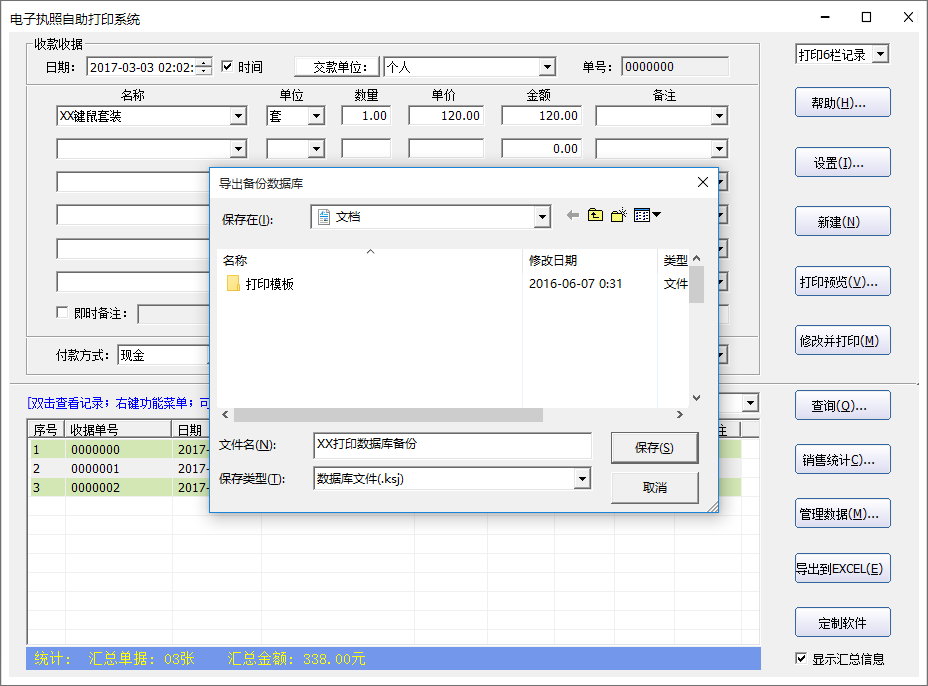 电子执照自助打印系统
收款收据
日期： 2017-03-03 02:02: 时间 交款单位： 个人 单号： 0000000
打印6栏记录
名称 单位 数量 单价 金额 备注
XX键鼠套装 套 1.00 120.00 120.00
0.00
帮助(H)...
设置(I)...
新建(N)
打印预览(V)...
修改并打印(M)
即时备注：
付款方式： 现金
导出备份数据库
保存在(I): 文档
名称 修改日期 类型
打印模板 2016-06-07 0:31 文件
文件名(N): XX打印数据库备份 保存(S)
保存类型(T): 数据库文件(.ksj) 取消
[双击查看记录；右键功能菜单；可
序号 收据单号 日期 注
1 0000000 2017-
2 0000001 2017-
3 0000002 2017-
查询(Q)...
销售统计C)...
管理数据(M)...
导出到EXCEL(E)
定制软件
显示汇总信息
统计： 汇总单据：03张 汇总金额：338.00元